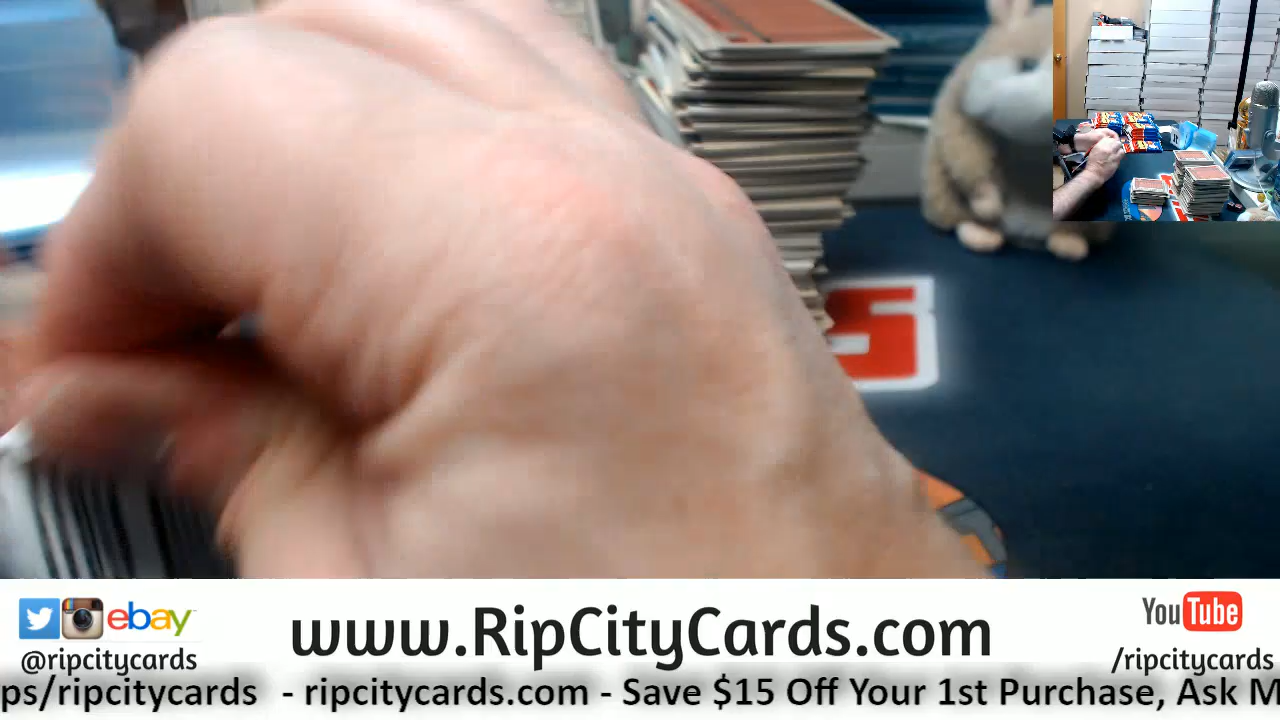 S
www.RipCityCards.com
ebay
@ripcitycards
YouTube
/ripcitycards
ps/ripcitycards - ripcitycards.com - Save $15 Off Your 1st Purchase, Ask M